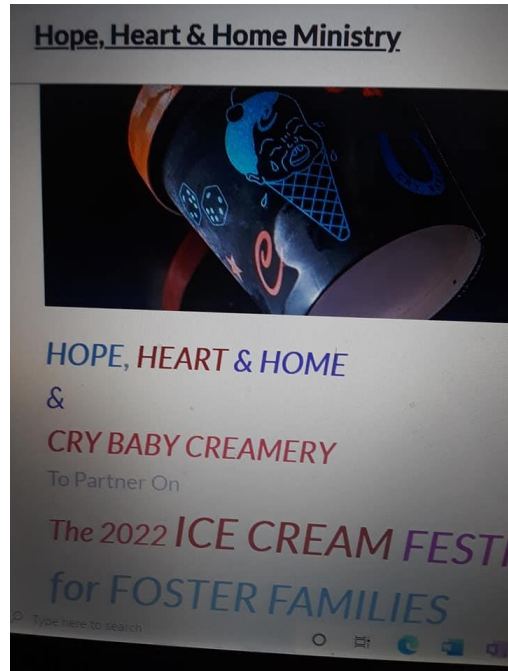 Hope, Heart & Home Ministry
HOPE, HEART & HOME
&
CRY BABY CREAMERY
To Partner On
The 2022 ICE CREAM
for FOSTER FAMILIES
Type here to search